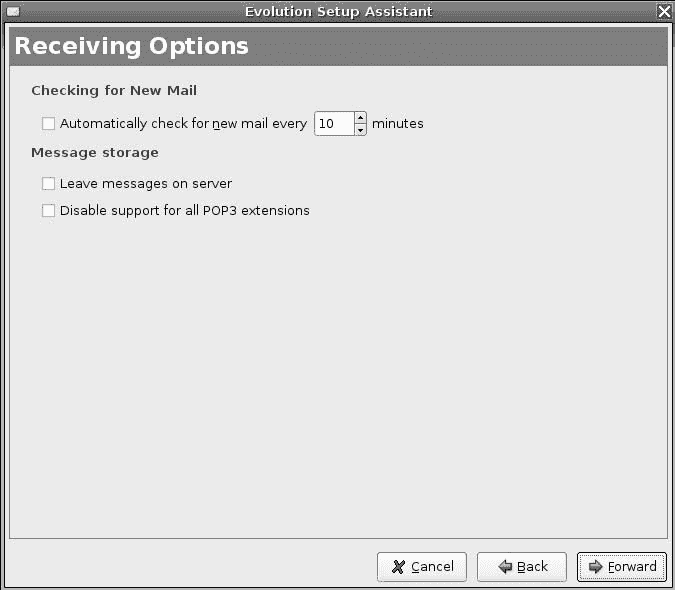 Evolution Setup Assistant
Receiving Options
Checking for New Mail
Automatically check for new mail every 10 minutes
Message storage
Leave messages on server
Disable support for all POP3 extensions
Cancel Back Forward